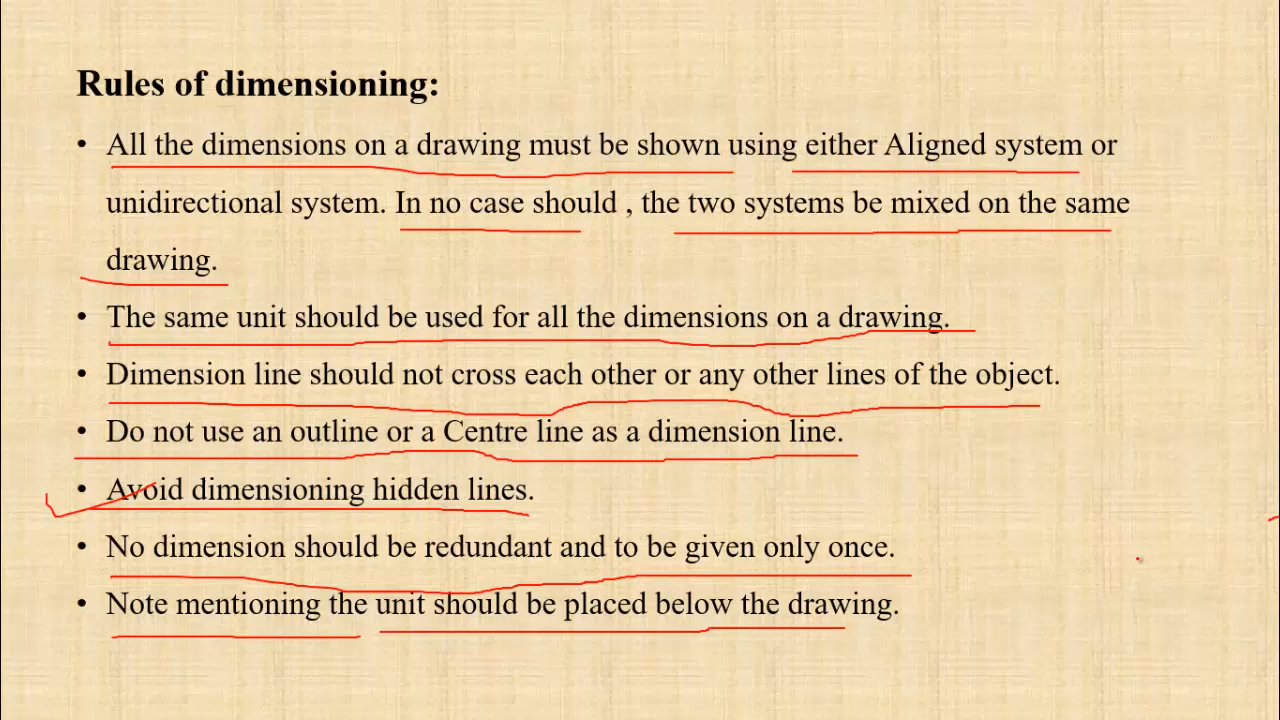 Rules of dimensioning:
• All the dimensions on a drawing must be shown using either Aligned system or
unidirectional system. In no case should , the two systems be mixed on the same
drawing.
• The same unit should be used for all the dimensions on a drawing.
• Dimension line should not cross each other or any other lines of the object.
• Do not use an outline or a Centre line as a dimension line.
• Avoid dimensioning hidden lines.
• No dimension should be redundant and to be given only once.
• Note mentioning the unit should be placed below the drawing.